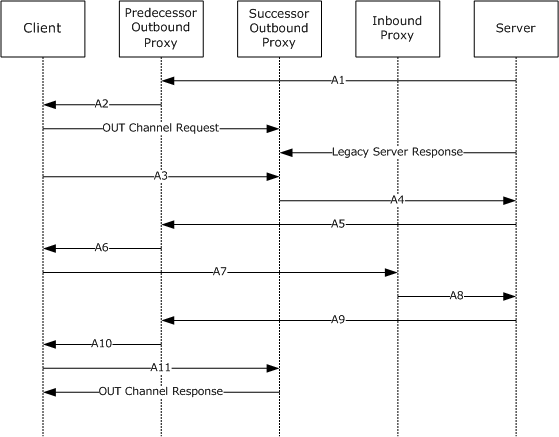 Client
Predecessor
Outbound
Proxy
Successor
Outbound
Proxy
Inbound
Proxy
Server
A1
A2
OUT Channel Request
Legacy Server Response
A3
A4
A5
A6
A7
A8
A9
A10
A11
OUT Channel Response